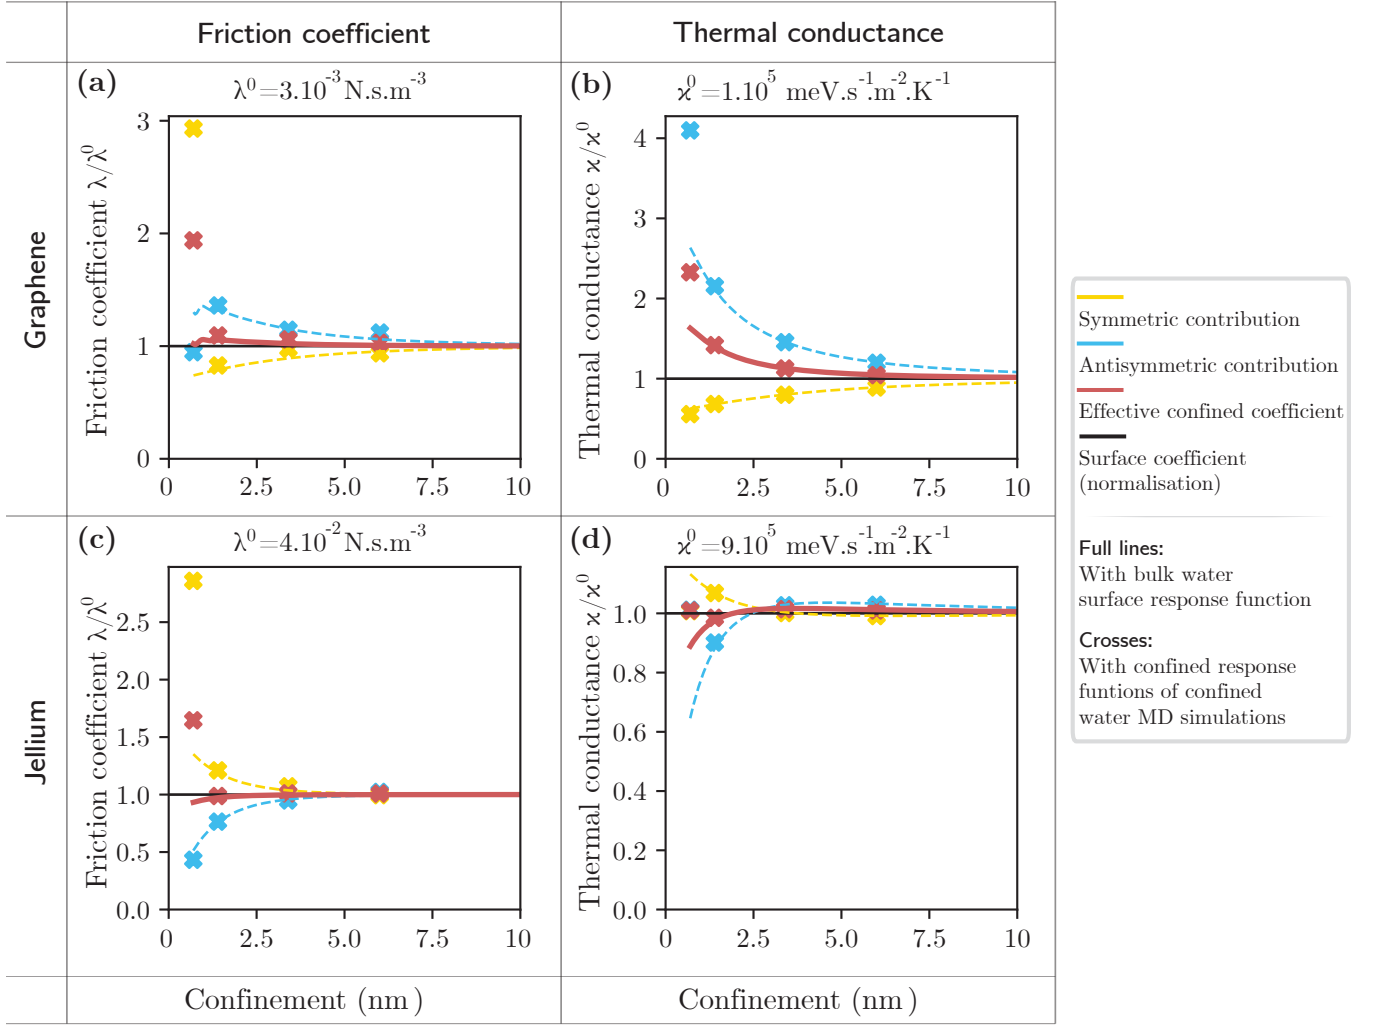 Friction coefficient
Thermal conductance
Graphene
(a)
λ⁰=3.10⁻³ N.s.m⁻³
Friction coefficient λ/λ⁰
3
2
1
0
0 2.5 5.0 7.5 10
(b)
ϰ⁰=1.10⁵ meV.s⁻¹.m⁻².K⁻¹
Thermal conductance ϰ/ϰ⁰
4
3
2
1
0
0 2.5 5.0 7.5 10
Jellium
(c)
λ⁰=4.10⁻² N.s.m⁻³
Friction coefficient λ/λ⁰
2.5
2.0
1.5
1.0
0.5
0.0
0 2.5 5.0 7.5 10
(d)
ϰ⁰=9.10⁵ meV.s⁻¹.m⁻².K⁻¹
Thermal conductance ϰ/ϰ⁰
1.0
0.8
0.6
0.4
0.2
0.0
0 2.5 5.0 7.5 10
Confinement (nm)
Confinement (nm)
Symmetric contribution
Antisymmetric contribution
Effective confined coefficient
Surface coefficient
(normalisation)
Full lines:
With bulk water
surface response function
Crosses:
With confined response
funtions of confined
water MD simulations